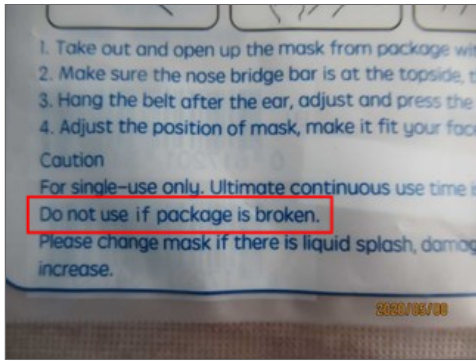 1. Take out and open up the mask from package
2. Make sure the nose bridge bar is at the topside,
3. Hang the belt after the ear, adjust and press the
4. Adjust the position of mask, make it fit your
Caution
For single-use only. Ultimate continuous use time
Do not use if package is broken.
Please change mask if there is liquid splash,
increase.
2020/05/08